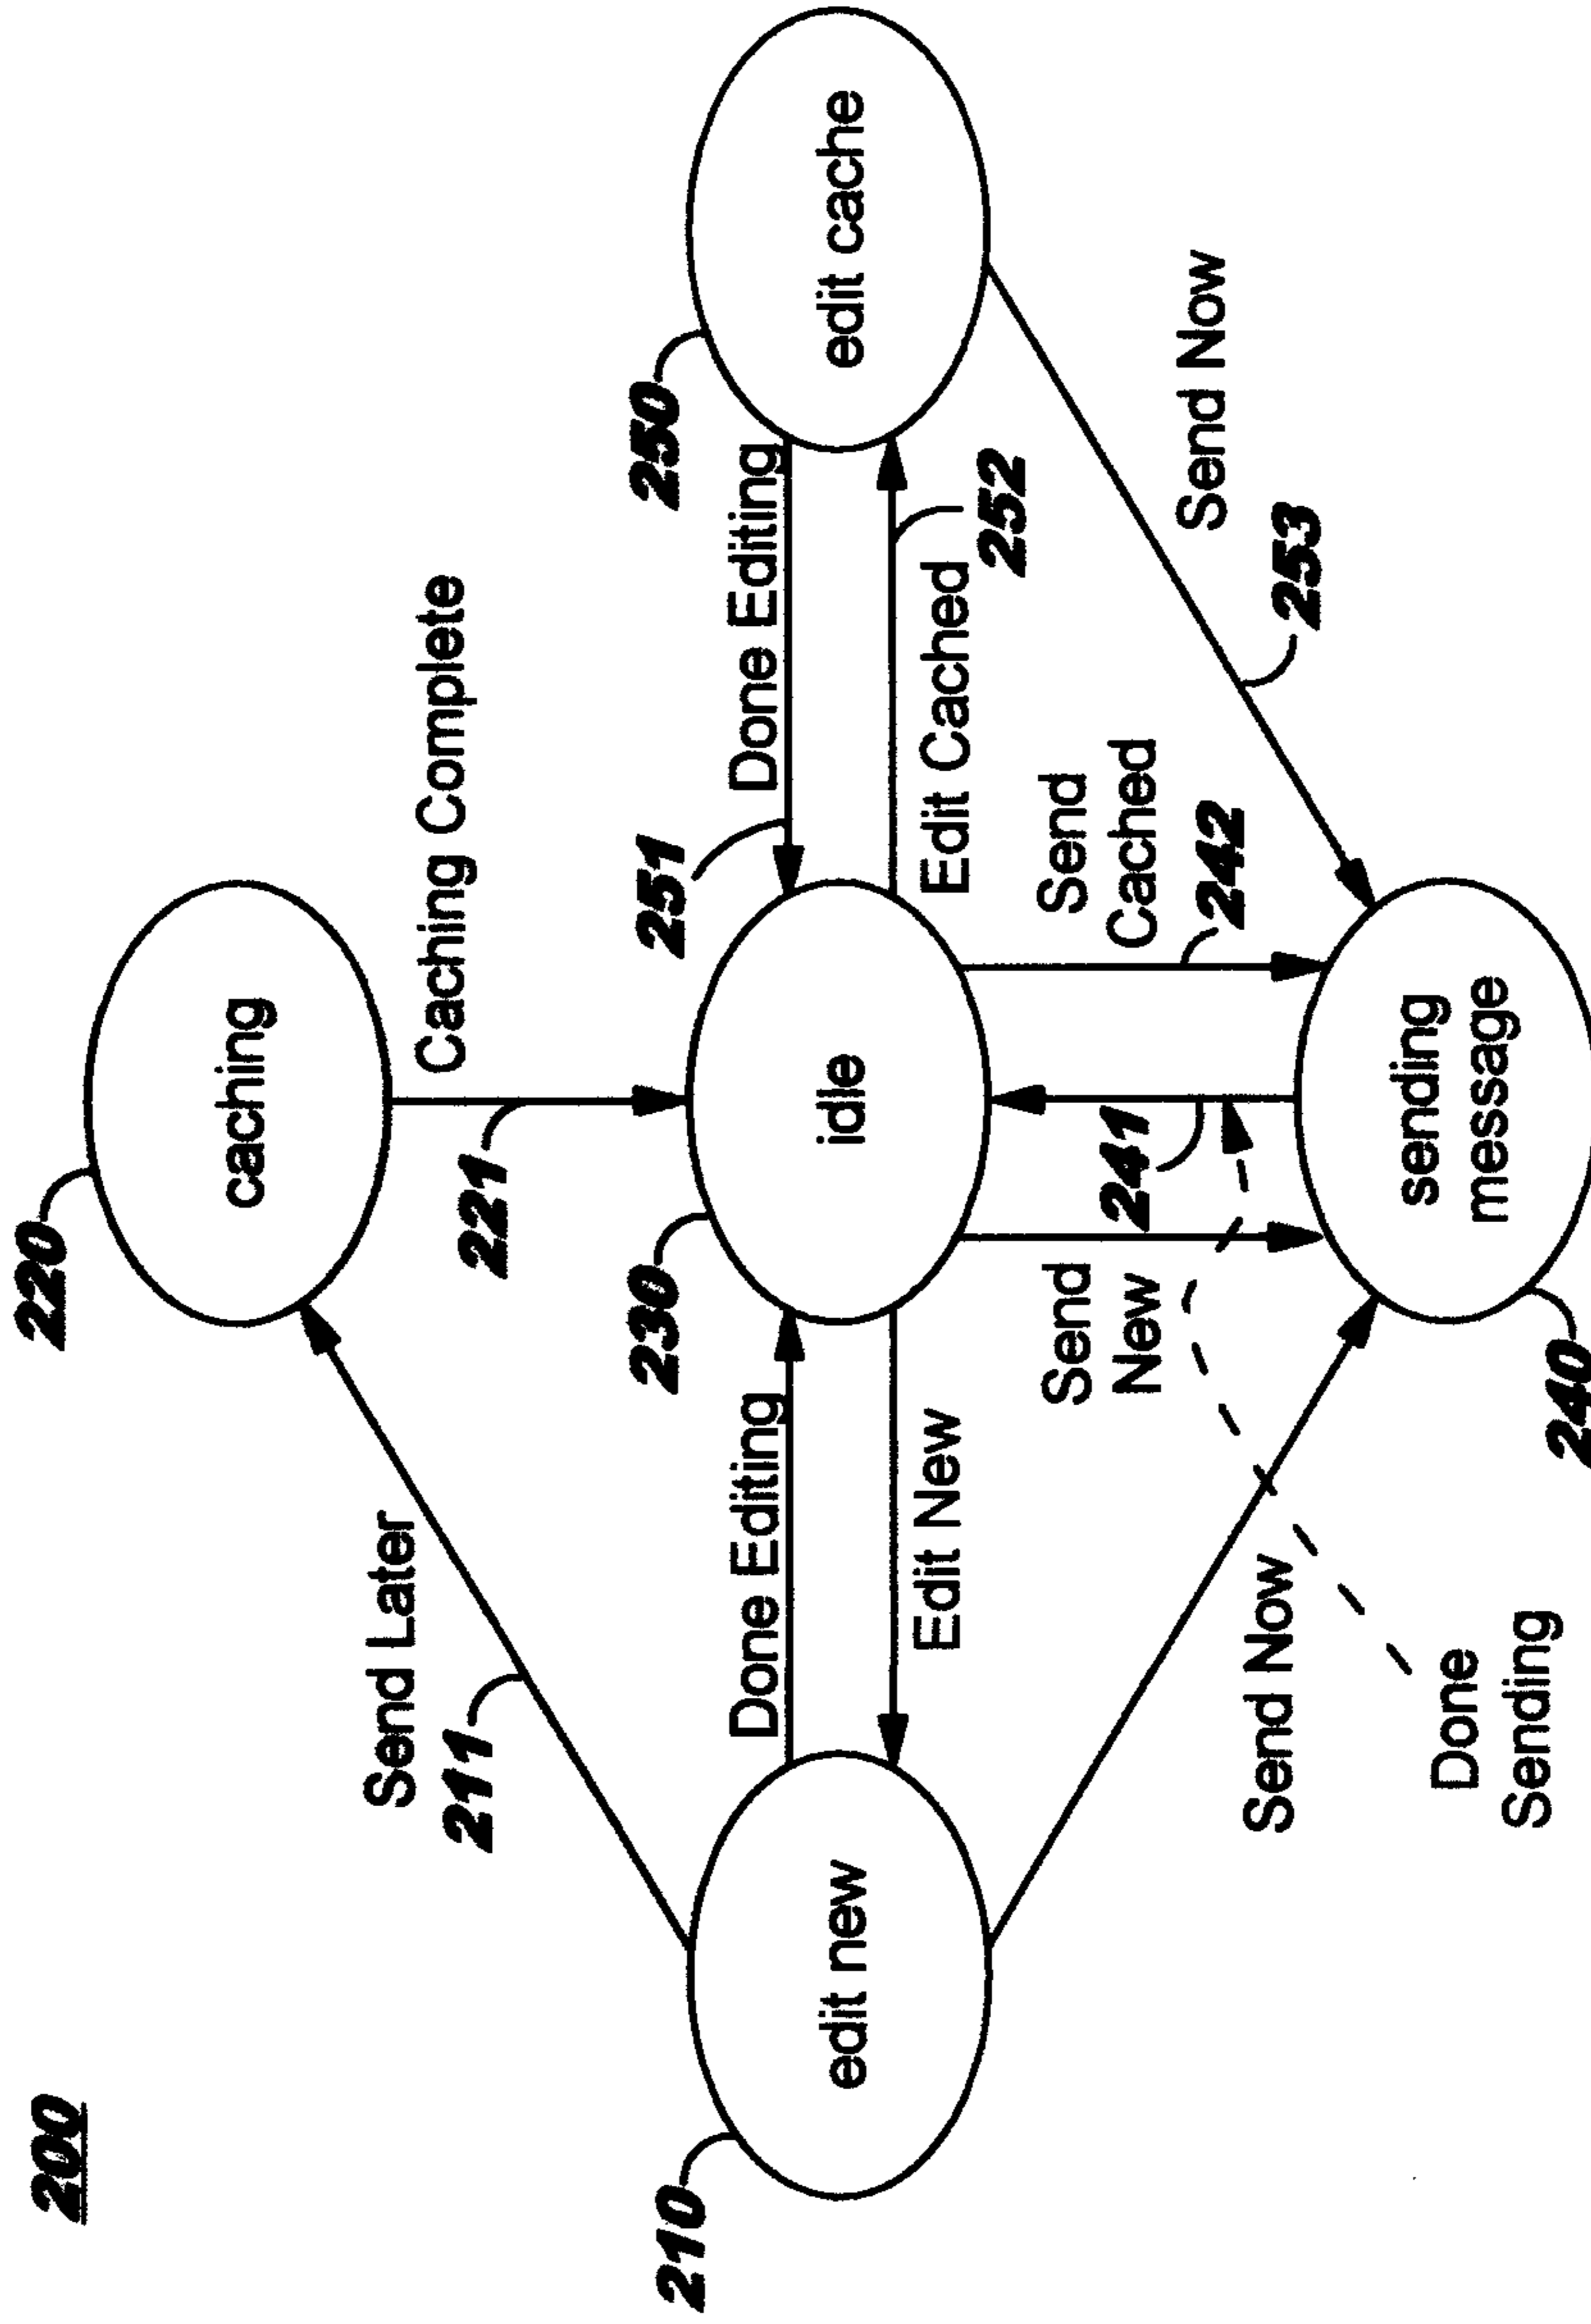 200
220
caching
Send Later
211
221
Caching Complete
210
edit new
Done Editing
Edit New
230
idle
251
Done Editing
Edit Cached
252
250
edit cache
Send
New
241
Send
Cached
242
Send Now
Send Now
253
Done
Sending
sending
message
240